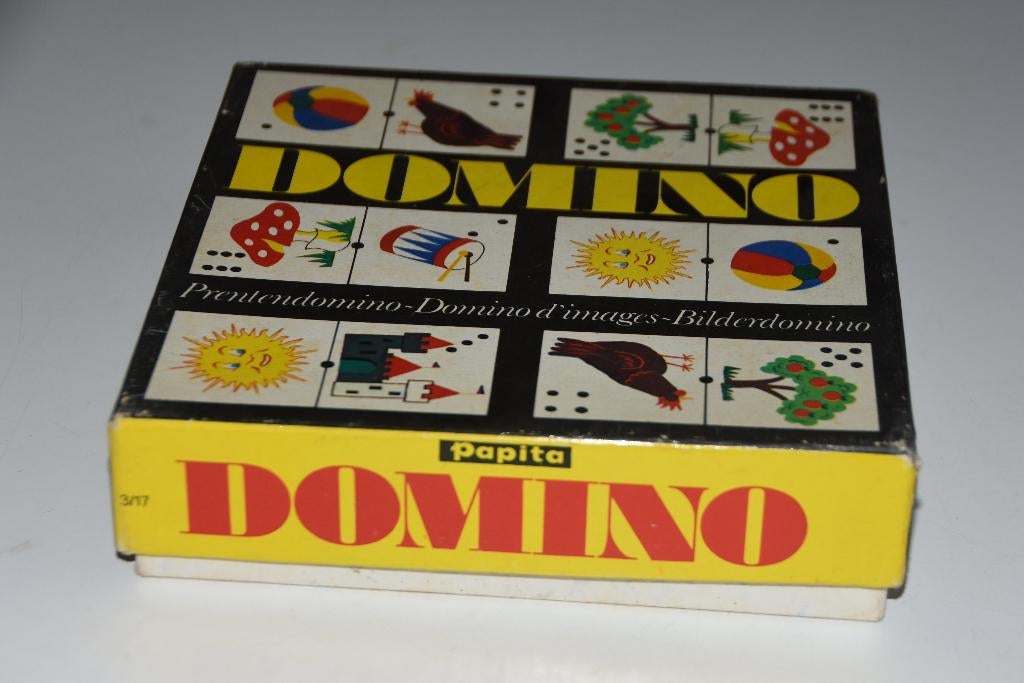 DOMINO
Prentendomino-Domino d'images-Bilderdomino
Papita
3/17
DOMINO